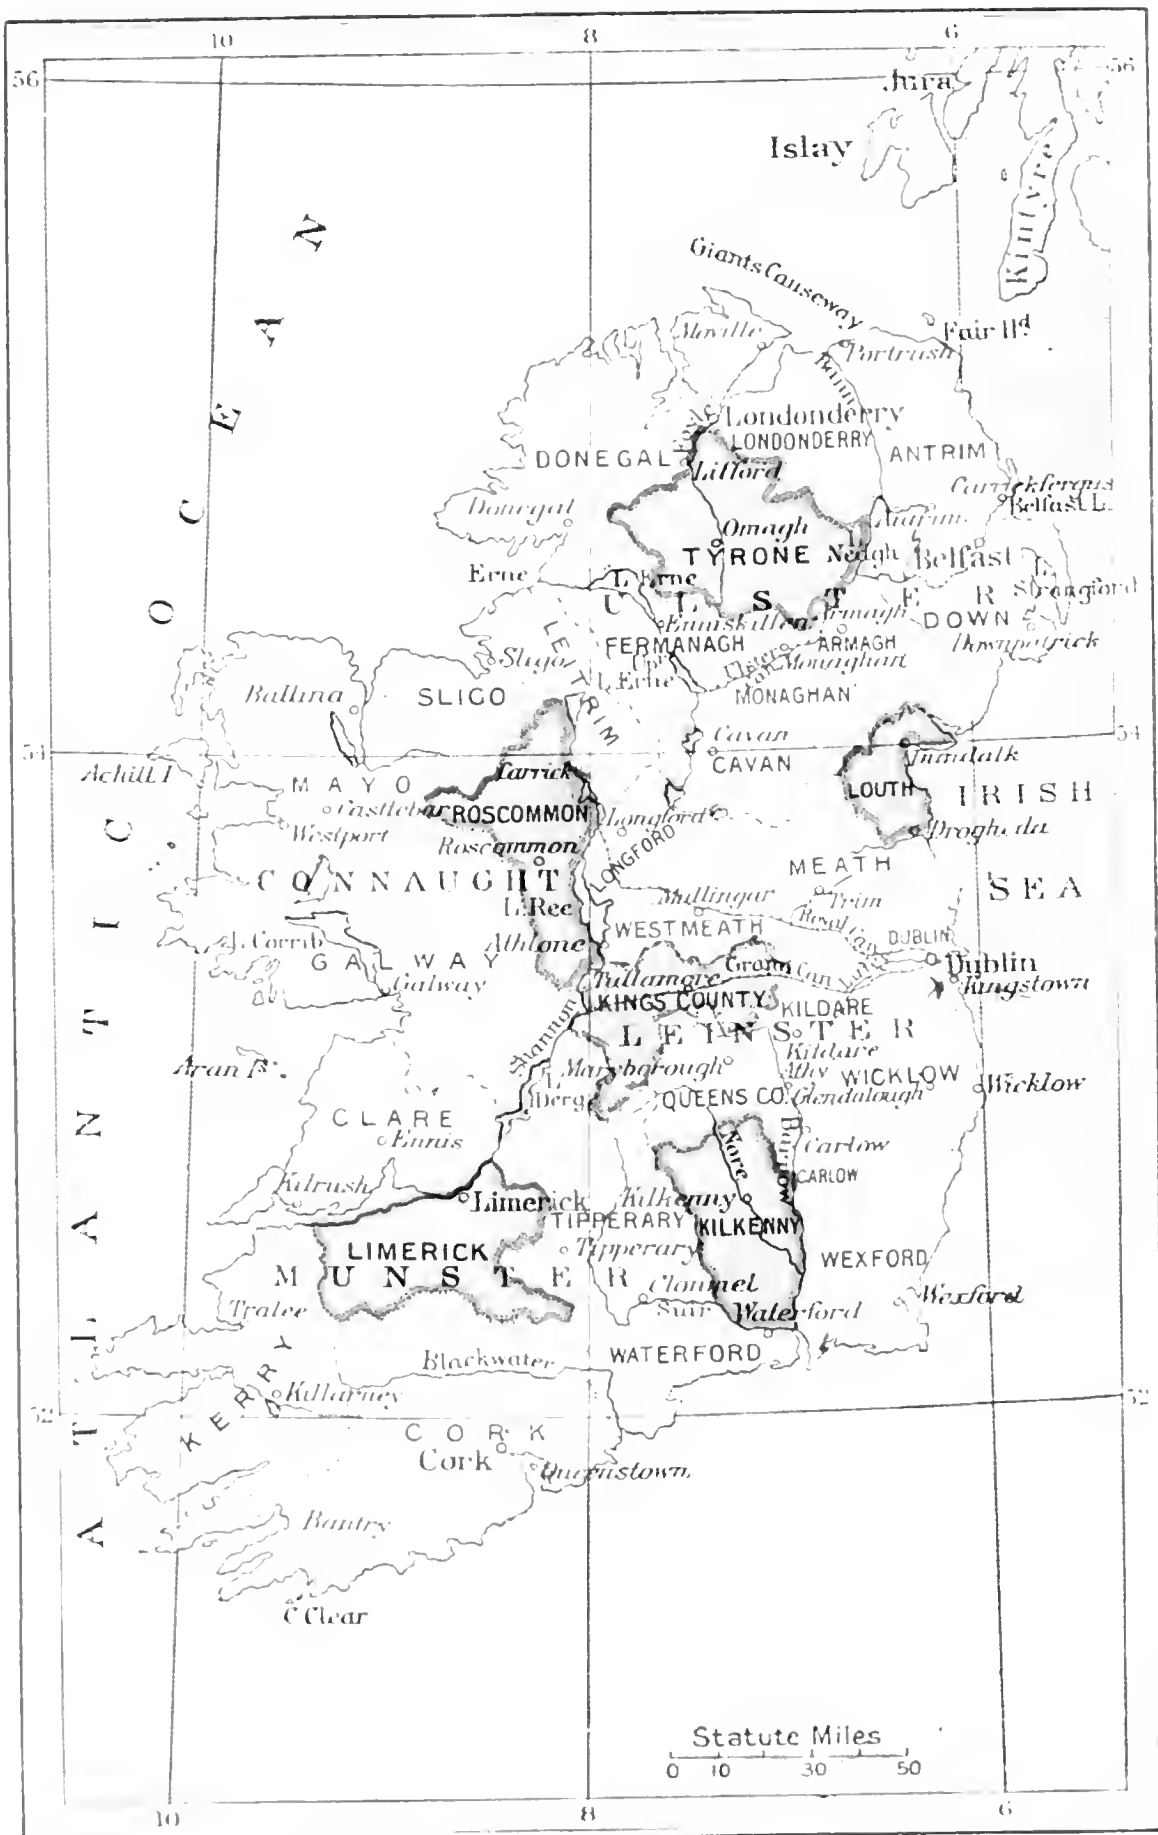 10 8 6
56 56
Jura
Islay
Kintyre
ATLANTIC OCEAN
Giants Causeway
Moville
Fair Hd
Portrush
Bann
Foyle
Londonderry
LONDONDERRY
ANTRIM
DONEGAL
Lifford
Carrickfergus
Belfast L.
Donegal
Antrim
Omagh
TYRONE
Neagh
Belfast
Erne
L. Erne
L.
Strangford
ULSTER
Enniskillen
Armagh
DOWN
FERMANAGH
ARMAGH
Downpatrick
Upr
L. Erne
Ulster
Can.
Monaghan
MONAGHAN
LEITRIM
Sligo
SLIGO
Ballina
54 54
Cavan
CAVAN
Dundalk
Achill I
MAYO
Carrick
LOUTH
IRISH
SEA
Castlebar
ROSCOMMON
Longford
LONGFORD
Westport
Drogheda
Roscommon
MEATH
CONNAUGHT
Trim
L. Ree
Mullingar
Royal Can.
WESTMEATH
DUBLIN
L. Corrib
Athlone
GALWAY
Grand Can.
Dublin
Galway
Tullamore
Kingstown
KINGS COUNTY
KILDARE
LEINSTER
Shannon
Kildare
Aran Is.
Maryborough
Athy
WICKLOW
Wicklow
L.
Derg
QUEENS CO.
Glendalough
CLARE
Ennis
Nore
Barrow
Carlow
CARLOW
Kilrush
Limerick
Kilkenny
TIPPERARY
KILKENNY
LIMERICK
Tipperary
WEXFORD
MUNSTER
Clonmel
Suir
Waterford
Wexford
Tralee
Blackwater
WATERFORD
KERRY
Killarney
52 52
CORK
Cork
Queenstown
Bantry
C. Clear
Statute Miles
0 10 30 50
10 8 6